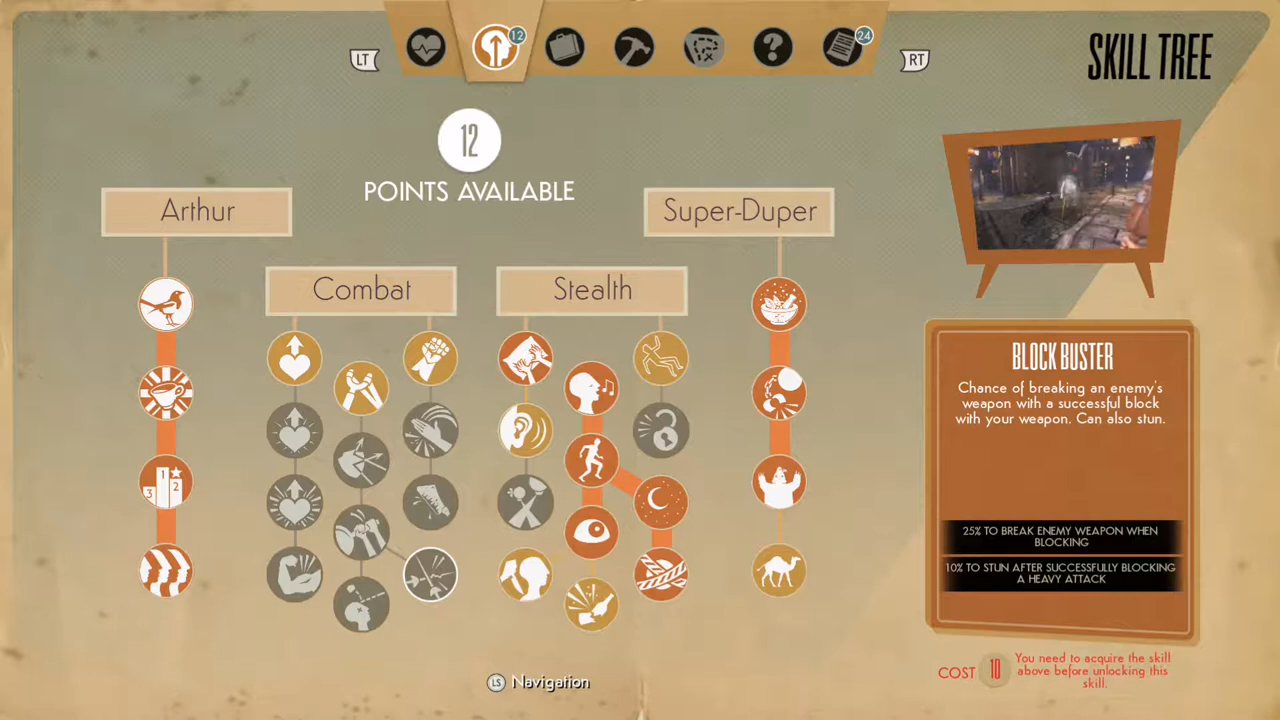 12
24
LT
RT
SKILL TREE
12
POINTS AVAILABLE
Arthur
Super-Duper
Combat
Stealth
1
2
3
BLOCK BUSTER
Chance of breaking an enemy's
weapon with a successful block
with your weapon. Can also stun.
25% TO BREAK ENEMY WEAPON WHEN
BLOCKING
10% TO STUN AFTER SUCCESSFULLY BLOCKING
A HEAVY ATTACK
COST 10
You need to acquire the skill
above before unlocking this
skill.
LS Navigation